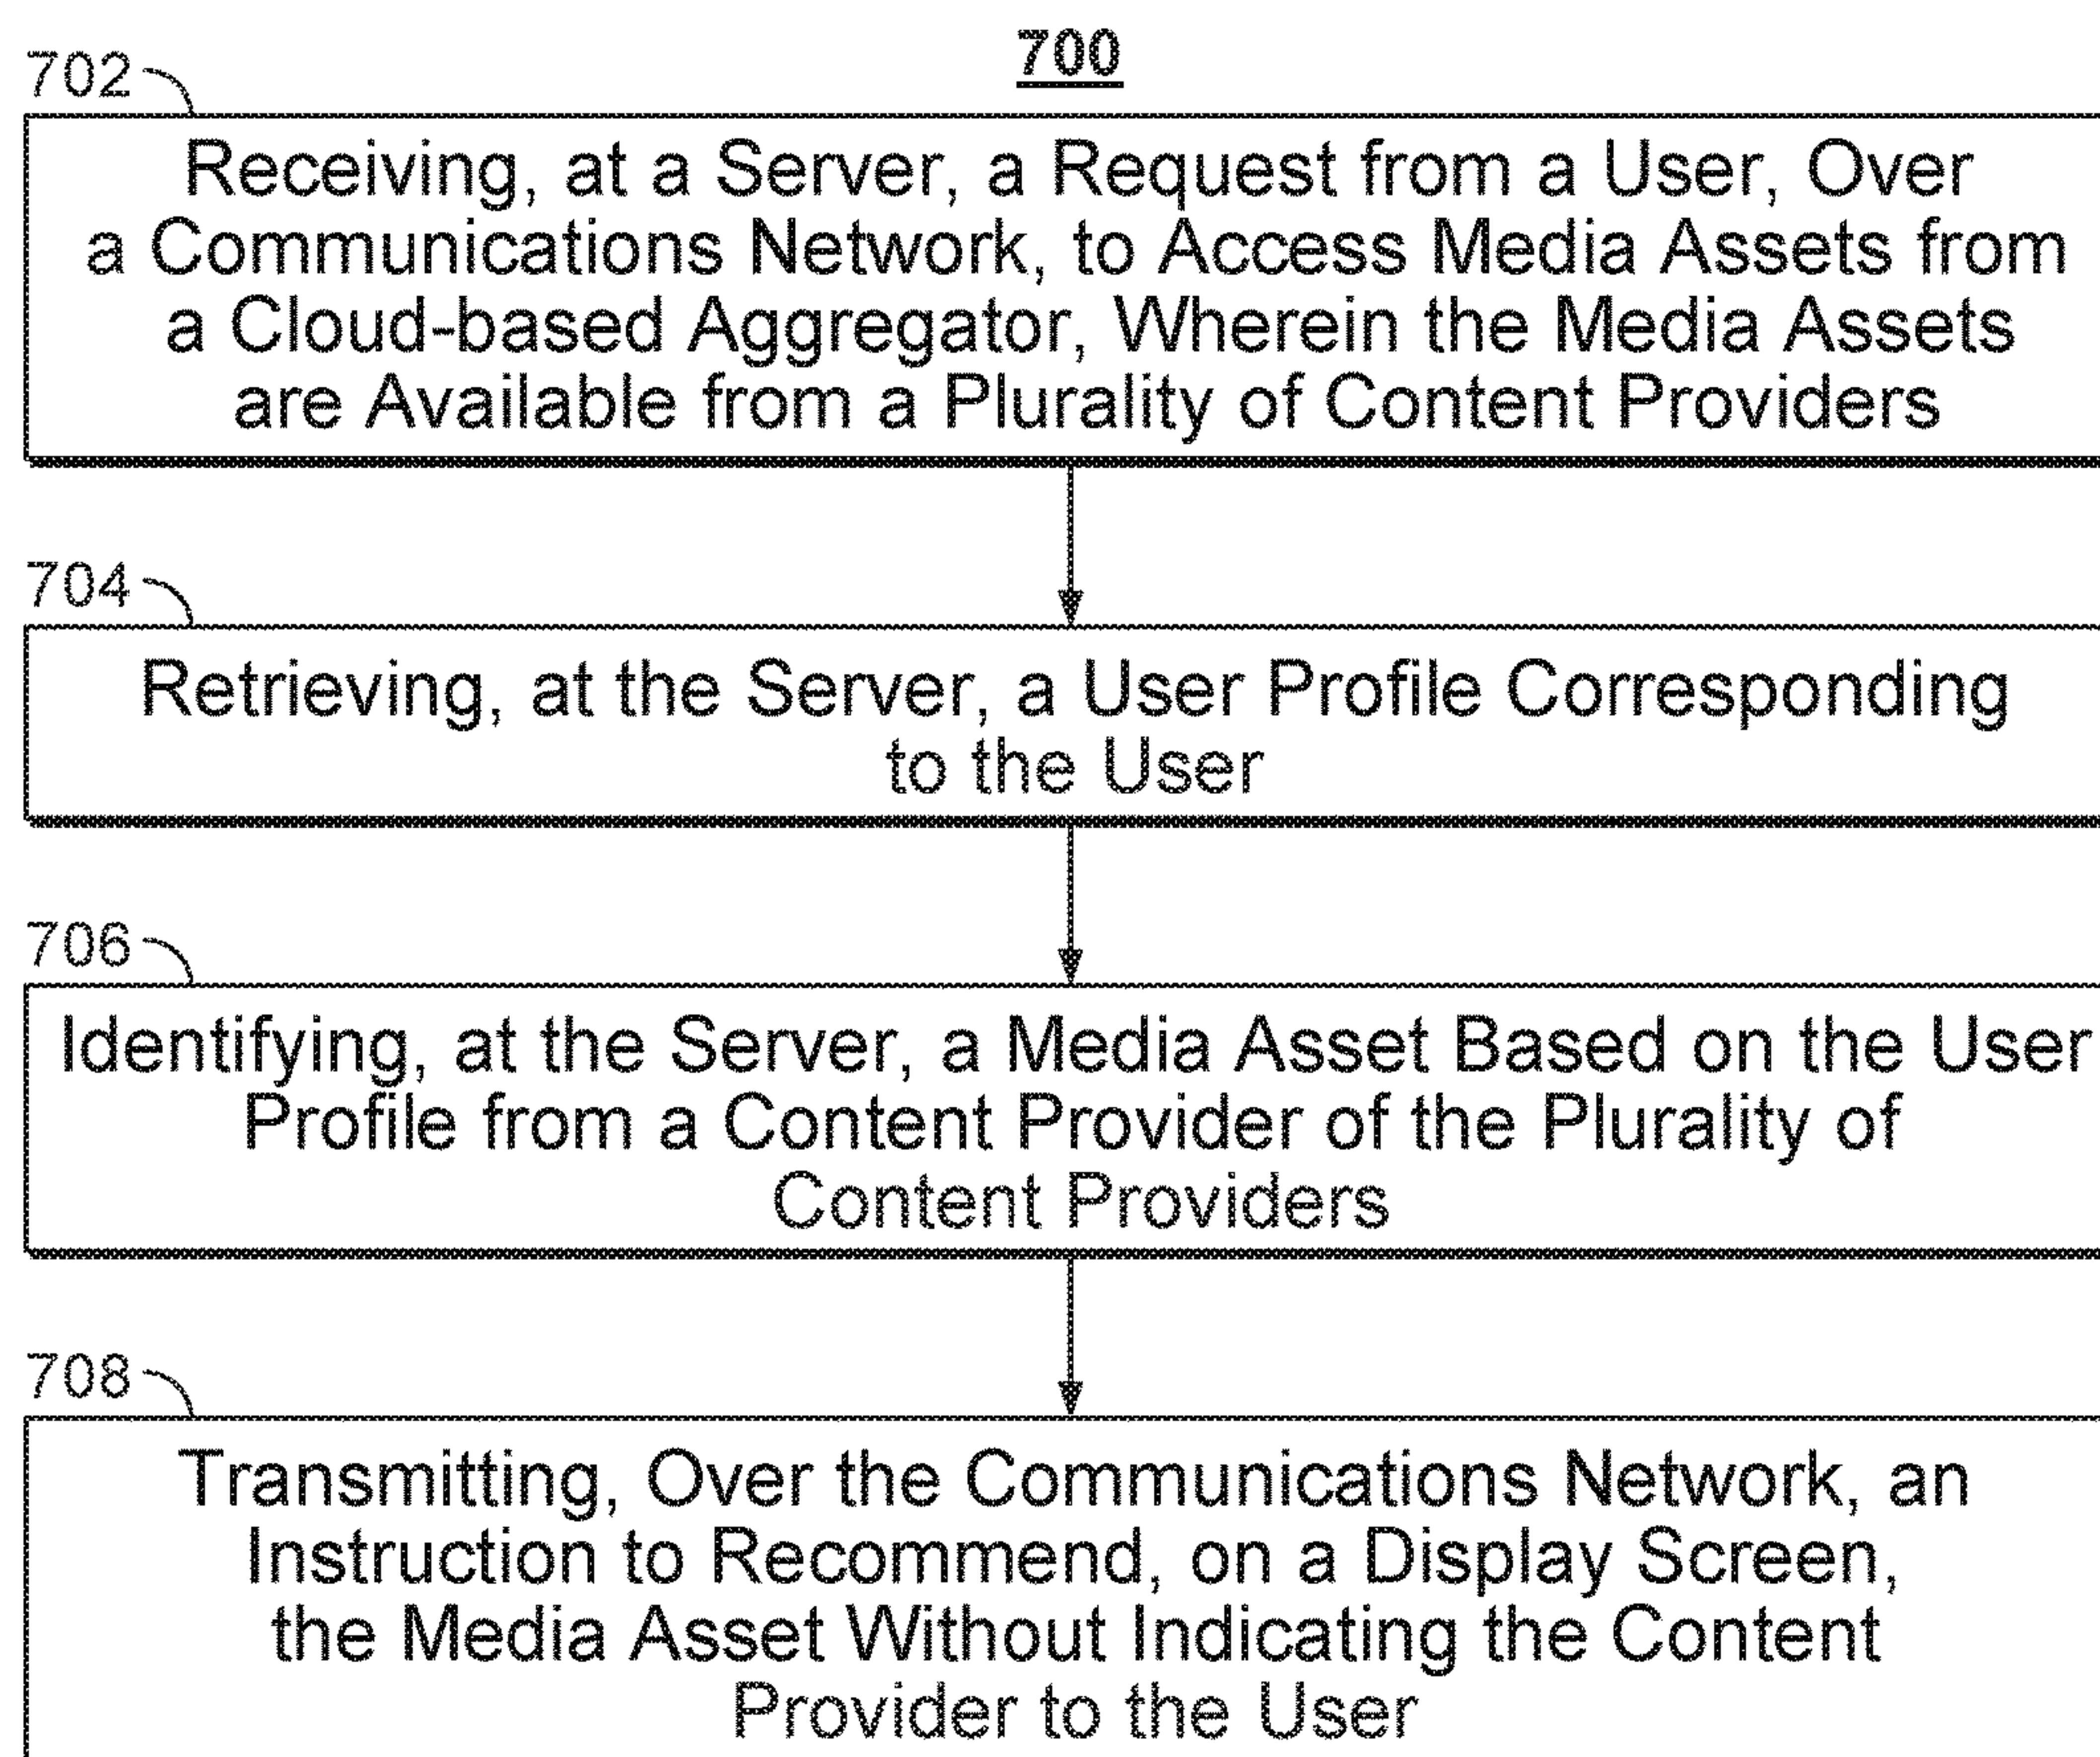 700
702
Receiving, at a Server, a Request from a User, Over
a Communications Network, to Access Media Assets from
a Cloud-based Aggregator, Wherein the Media Assets
are Available from a Plurality of Content Providers
704
Retrieving, at the Server, a User Profile Corresponding
to the User
706
Identifying, at the Server, a Media Asset Based on the User
Profile from a Content Provider of the Plurality of
Content Providers
708
Transmitting, Over the Communications Network, an
Instruction to Recommend, on a Display Screen,
the Media Asset Without Indicating the Content
Provider to the User